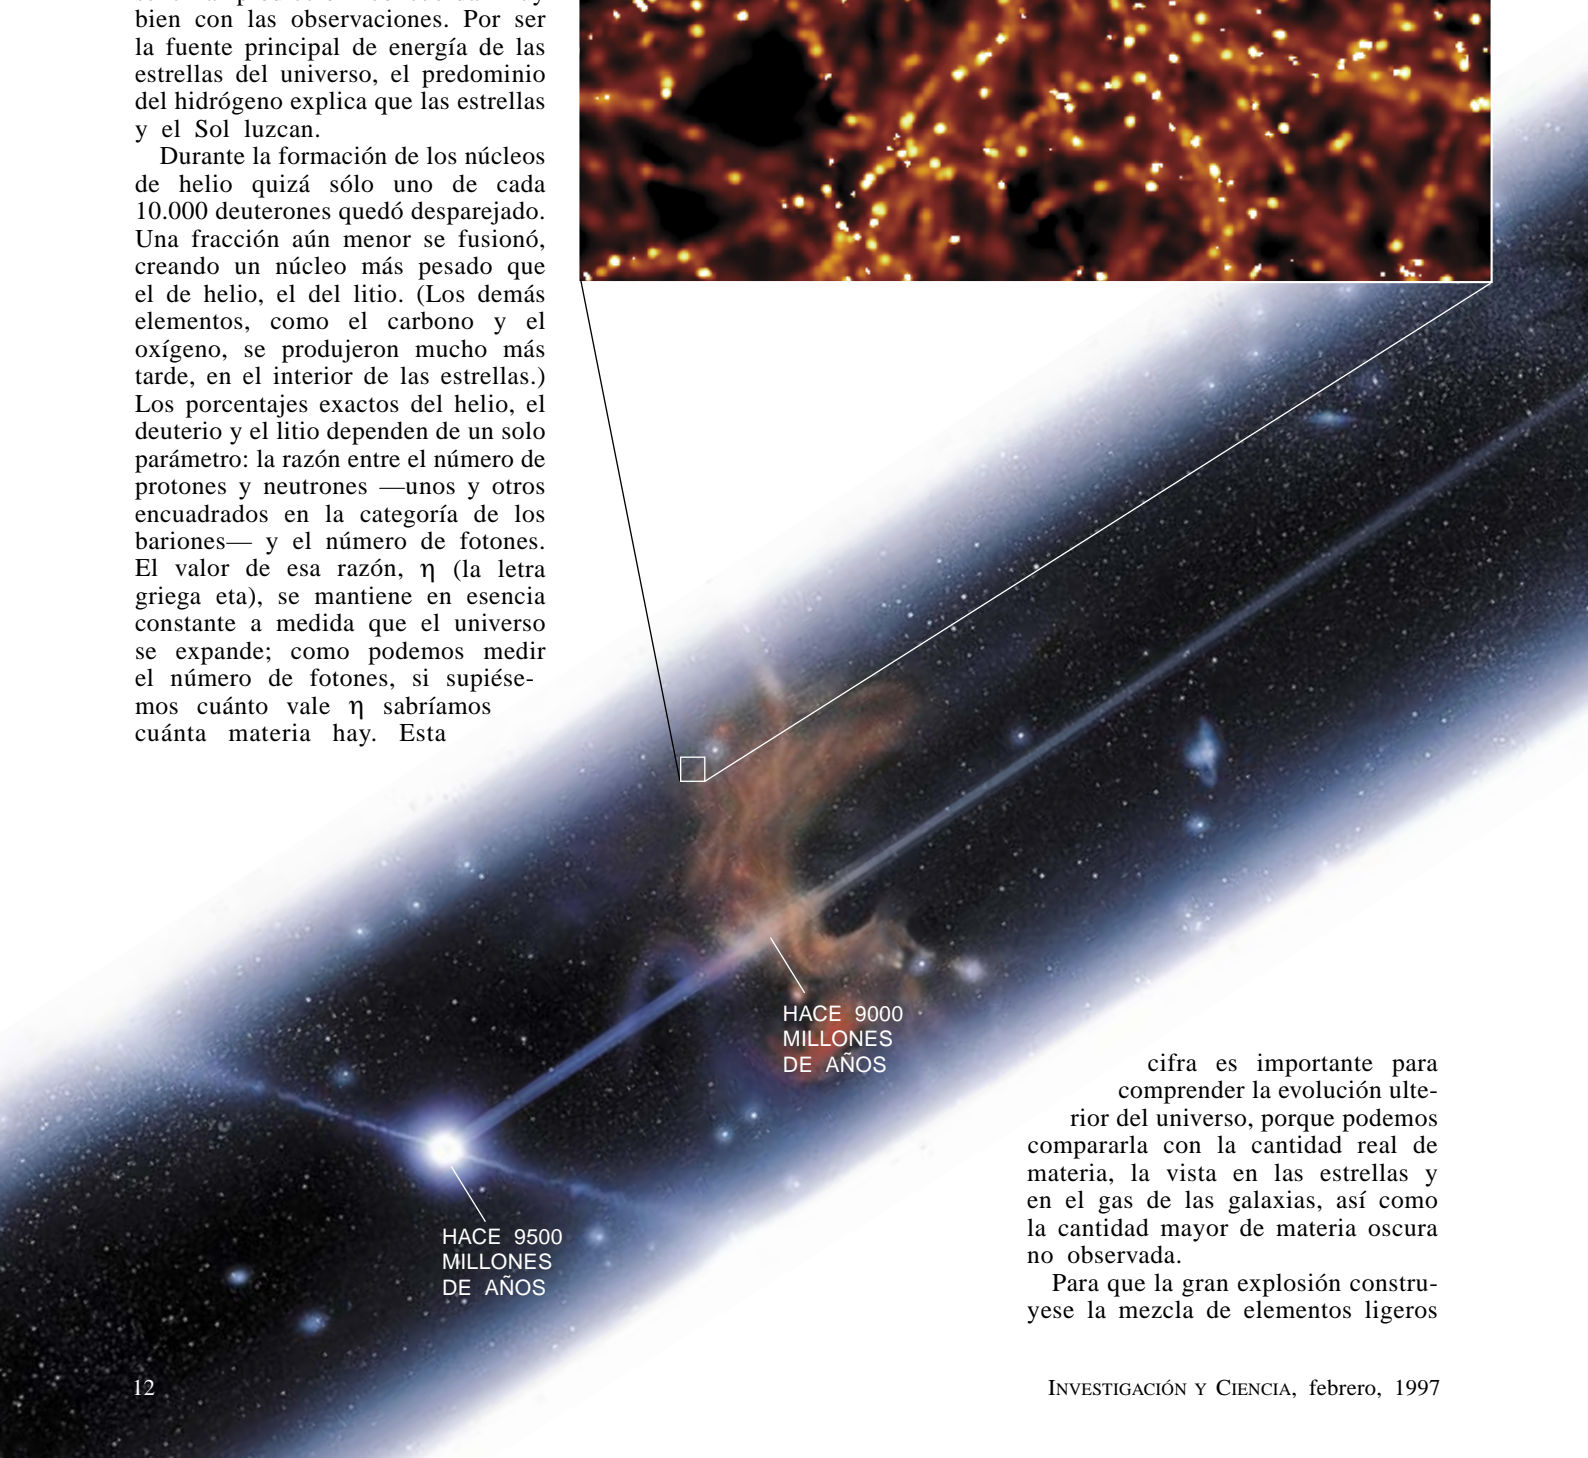 bien con las observaciones. Por ser
la fuente principal de energía de las
estrellas del universo, el predominio
del hidrógeno explica que las estrellas
y el Sol luzcan.
Durante la formación de los núcleos
de helio quizá sólo uno de cada
10.000 deuterones quedó desparejado.
Una fracción aún menor se fusionó,
creando un núcleo más pesado que
el de helio, el del litio. (Los demás
elementos, como el carbono y el
oxígeno, se produjeron mucho más
tarde, en el interior de las estrellas.)
Los porcentajes exactos del helio, el
deuterio y el litio dependen de un solo
parámetro: la razón entre el número de
protones y neutrones —unos y otros
encuadrados en la categoría de los
bariones— y el número de fotones.
El valor de esa razón, η (la letra
griega eta), se mantiene en esencia
constante a medida que el universo
se expande; como podemos medir
el número de fotones, si supiése-
mos cuánto vale η sabríamos
cuánta materia hay. Esta
HACE 9000
MILLONES
DE AÑOS
HACE 9500
MILLONES
DE AÑOS
cifra es importante para
comprender la evolución ulte-
rior del universo, porque podemos
compararla con la cantidad real de
materia, la vista en las estrellas y
en el gas de las galaxias, así como
la cantidad mayor de materia oscura
no observada.
Para que la gran explosión constru-
yese la mezcla de elementos ligeros
12
INVESTIGACIÓN Y CIENCIA, febrero, 1997